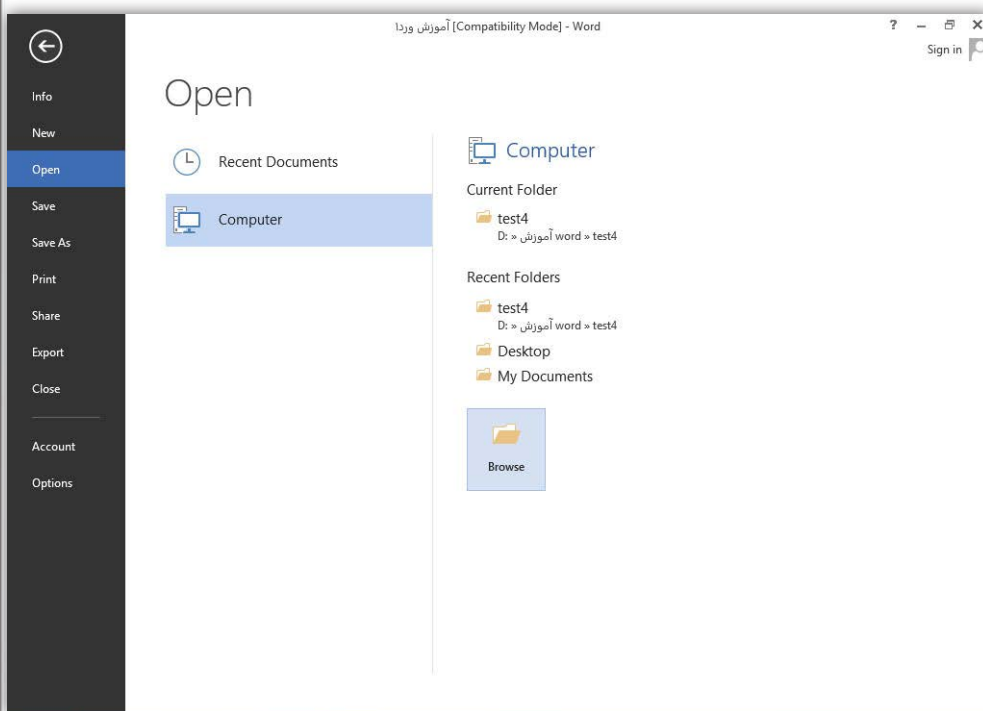 آموزش ورد۱ [Compatibility Mode] - Word
?
Sign in
Info
New
Open
Save
Save As
Print
Share
Export
Close
Account
Options
Open
Recent Documents
Computer
Computer
Current Folder
test4
D: » آموزش word » test4
Recent Folders
test4
D: » آموزش word » test4
Desktop
My Documents
Browse